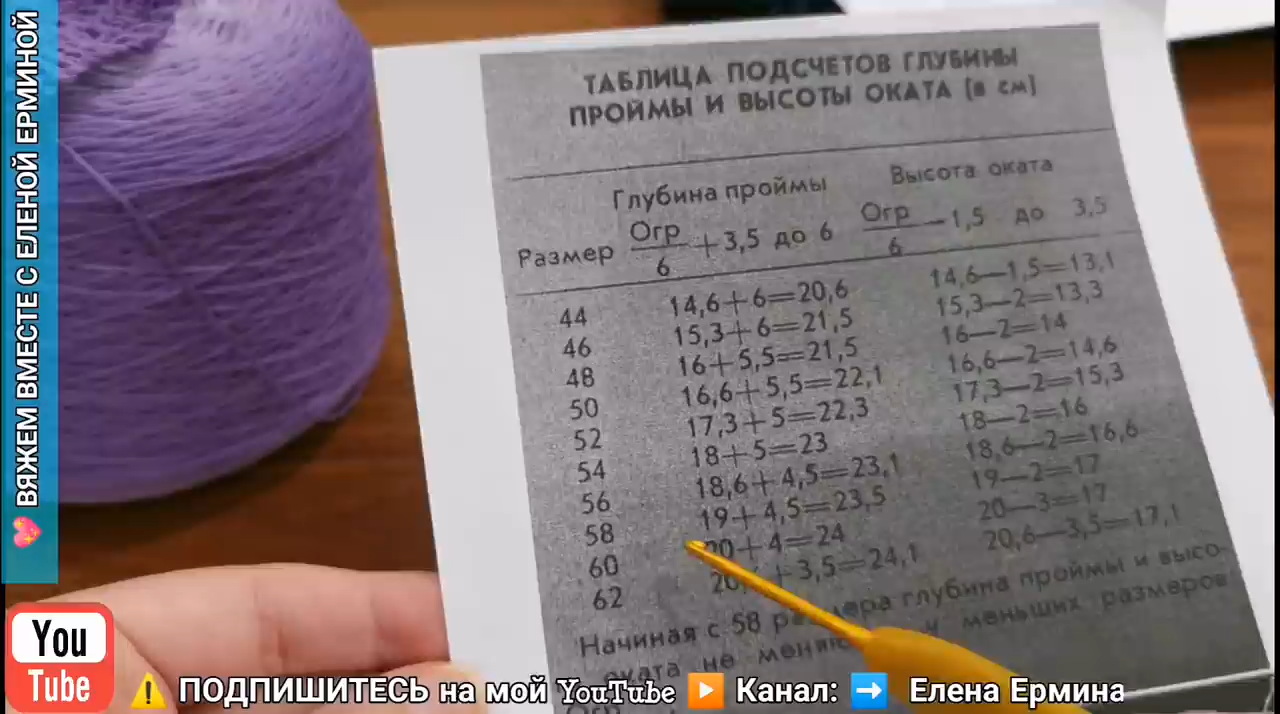 ВЯЖЕМ ВМЕСТЕ С ЕЛЕНОЙ ЕРМИНОЙ
ТАБЛИЦА ПОДСЧЕТОВ ГЛУБИНЫ
ПРОЙМЫ И ВЫСОТЫ ОКАТА (в см)
Размер Глубина проймы Высота оката
Огр/6 + 3,5 до 6 Огр/6 — 1,5 до 3,5
44 14,6+6=20,6 14,6—1,5=13,1
46 15,3+6=21,5 15,3—2=13,3
48 16+5,5=21,5 16—2=14
50 16,6+5,5=22,1 16,6—2=14,6
52 17,3+5=22,3 17,3—2=15,3
54 18+5=23 18—2=16
56 18,6+4,5=23,1 18,6—2=16,6
58 19+4,5=23,5 19—2=17
60 20+4=24 20—3=17
62 +3,5=24,1 20,6—3,5=17,1
Начиная с 58 размера глубина проймы и высо-
оката не меню и меньших размеров
Огр
You
Tube
ПОДПИШИТЕСЬ на мой YouTube Канал: Елена Ермина